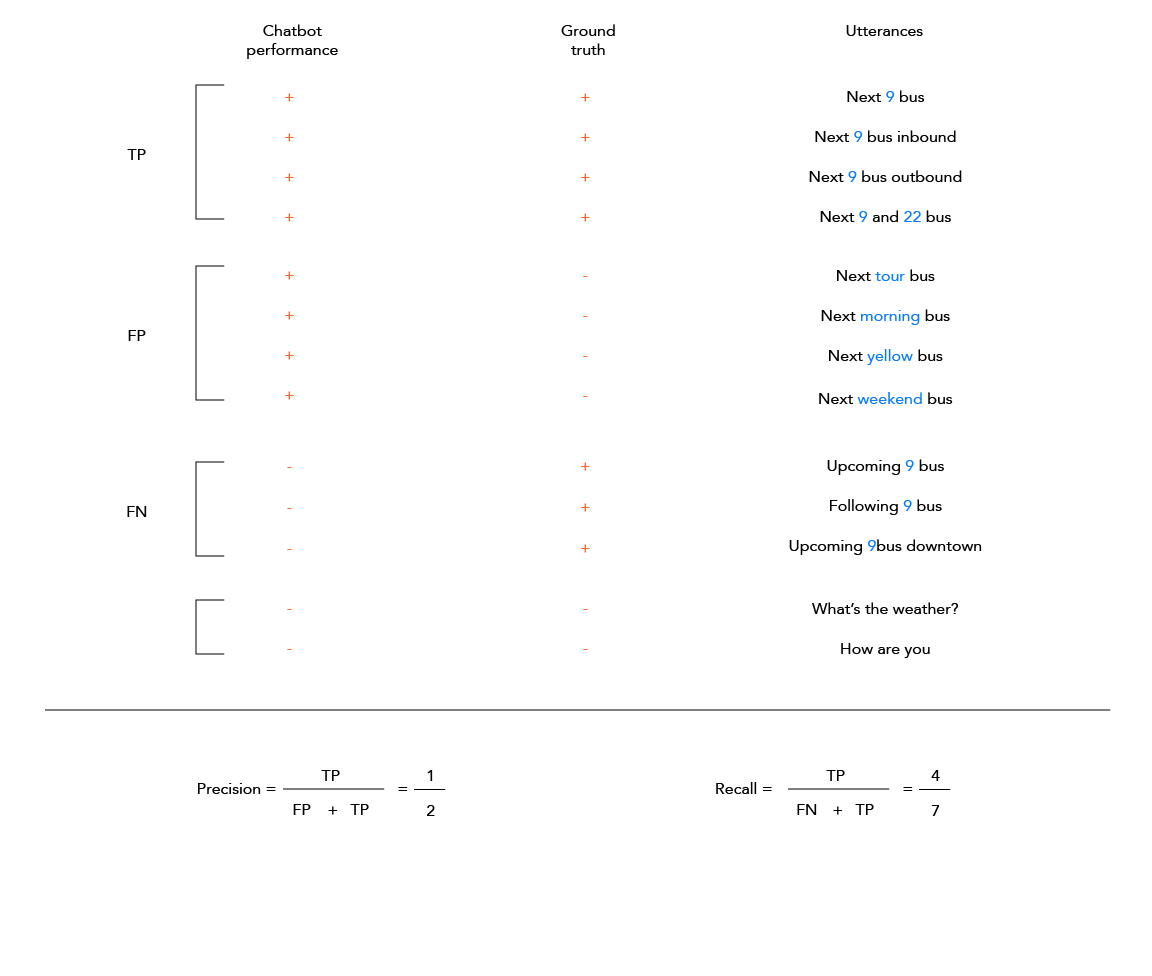 Chatbot performance Ground truth Utterances
+ + Next 9 bus
+ + Next 9 bus inbound
TP
+ + Next 9 bus outbound
+ + Next 9 and 22 bus
+ - Next tour bus
+ - Next morning bus
FP
+ - Next yellow bus
+ - Next weekend bus
- + Upcoming 9 bus
FN
- + Following 9 bus
- + Upcoming 9bus downtown
- - What’s the weather?
- - How are you
Precision = TP / FP + TP = 1 / 2
Recall = TP / FN + TP = 4 / 7